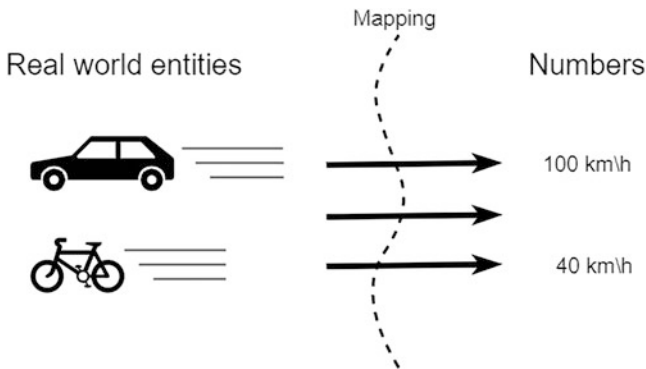 Mapping
Real world entities
Numbers
100 km\h
40 km\h